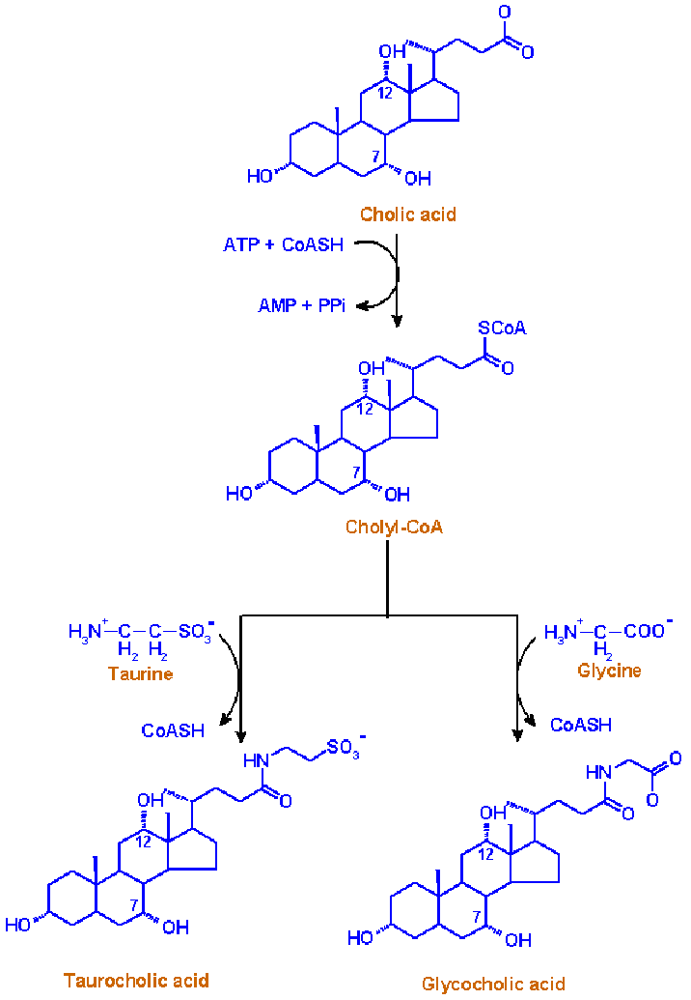 O
OH
O
12
7
HO
OH
Cholic acid
ATP + CoASH
AMP + PPi
SCoA
OH
O
12
7
HO
OH
Cholyl-CoA
H3N+–C–C–SO3-
H2 H2
Taurine
H3N+–C–COO-
H2
Glycine
CoASH
CoASH
SO3-
HN
O
OH
12
7
HO
OH
Taurocholic acid
O
HN
O
O
OH
12
7
HO
OH
Glycocholic acid